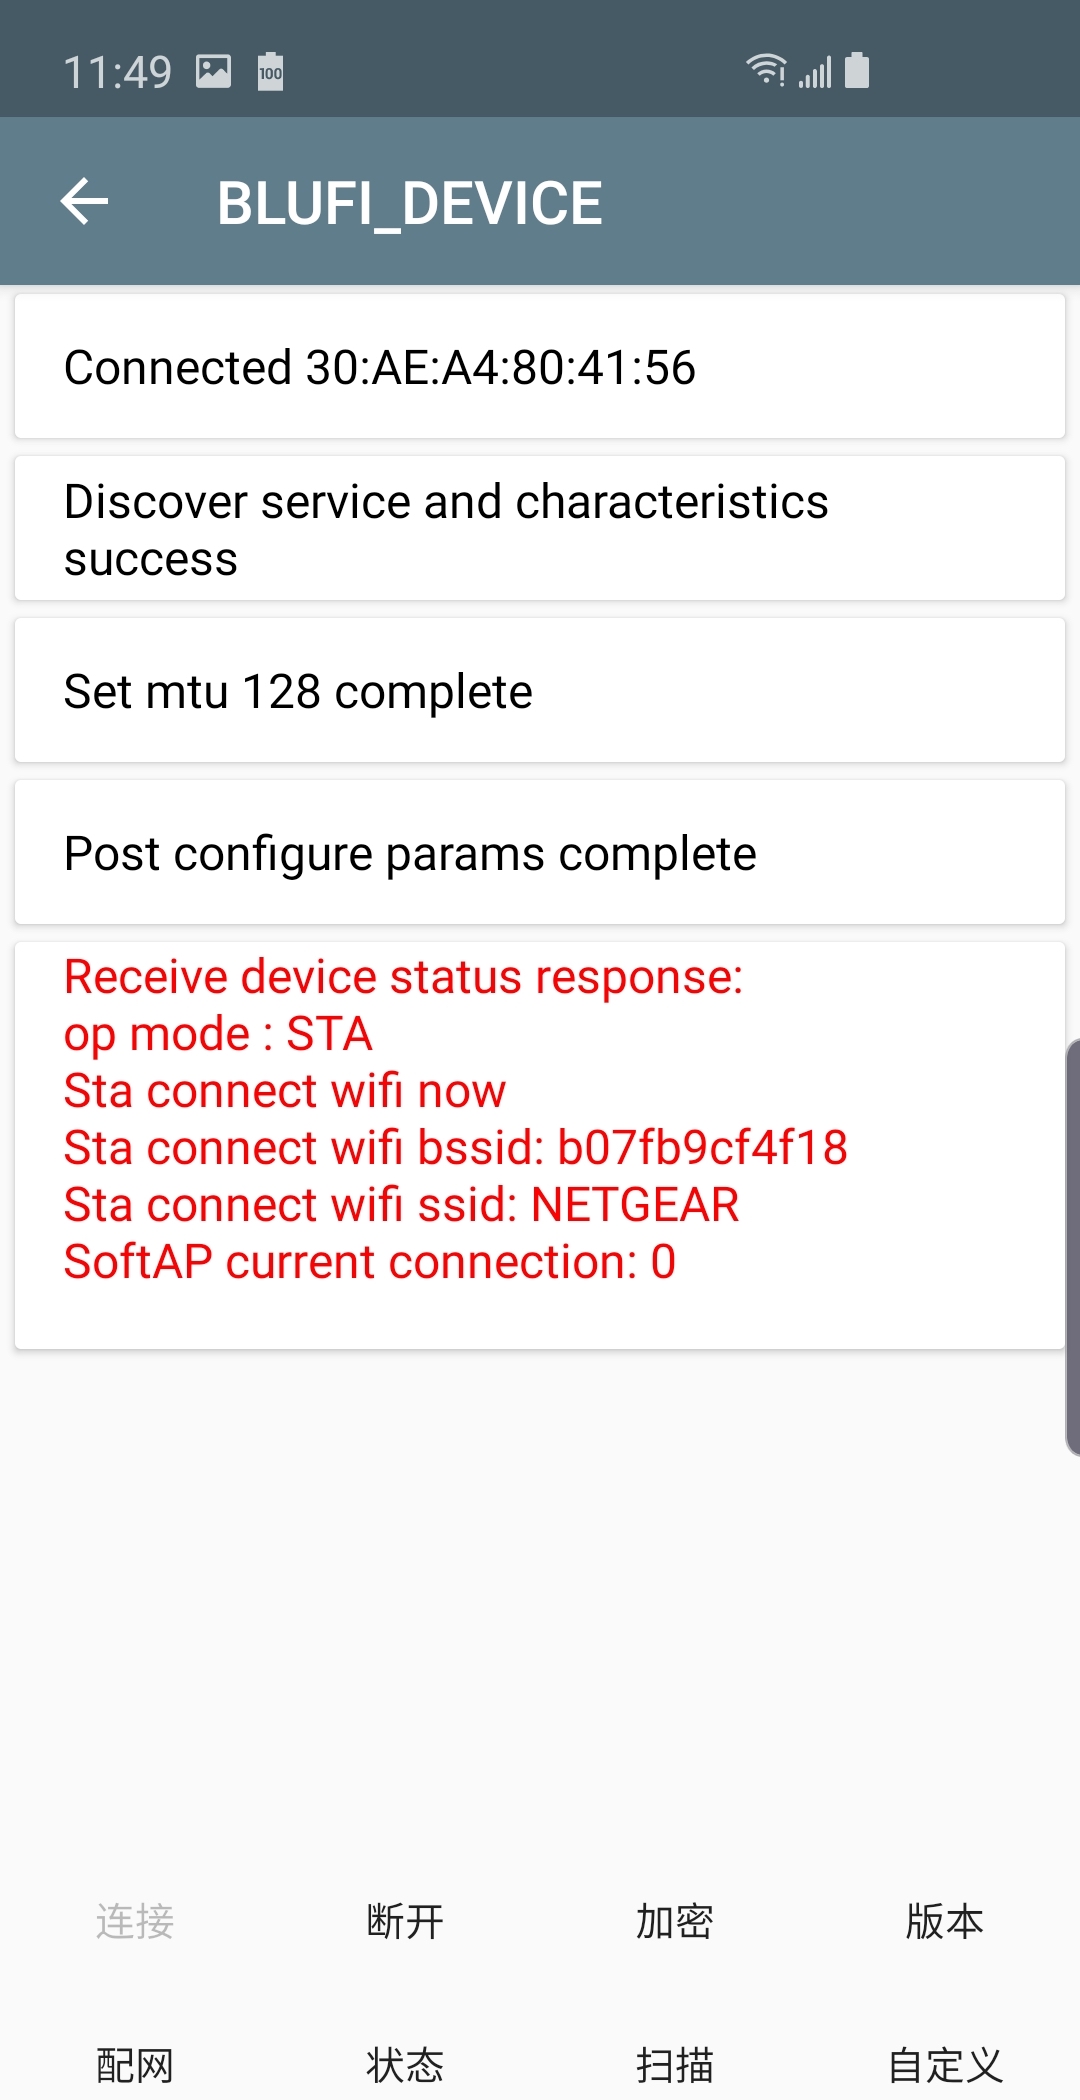 11:49
100
BLUFI_DEVICE
Connected 30:AE:A4:80:41:56
Discover service and characteristics
success
Set mtu 128 complete
Post configure params complete
Receive device status response:
op mode : STA
Sta connect wifi now
Sta connect wifi bssid: b07fb9cf4f18
Sta connect wifi ssid: NETGEAR
SoftAP current connection: 0
连接 断开 加密 版本
配网 状态 扫描 自定义